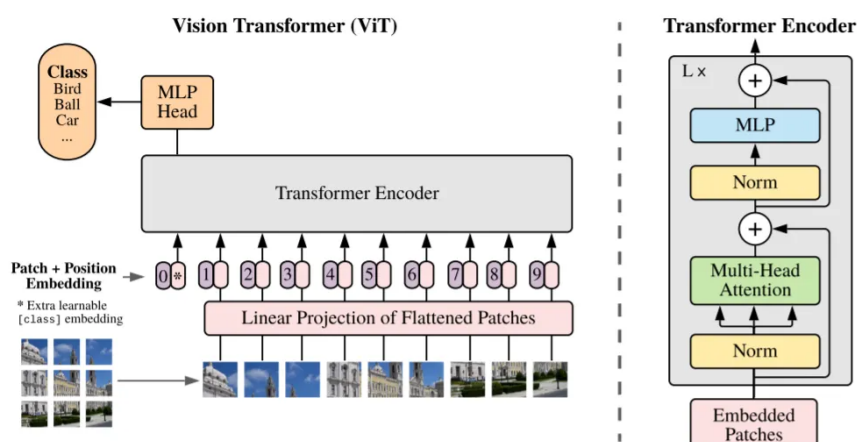 Vision Transformer (ViT)
Class
Bird
Ball
Car
...
MLP
Head
Transformer Encoder
Patch + Position
Embedding
* Extra learnable
[class] embedding
0 * 1 2 3 4 5 6 7 8 9
Linear Projection of Flattened Patches
Transformer Encoder
L x
+
MLP
Norm
+
Multi-Head
Attention
Norm
Embedded
Patches